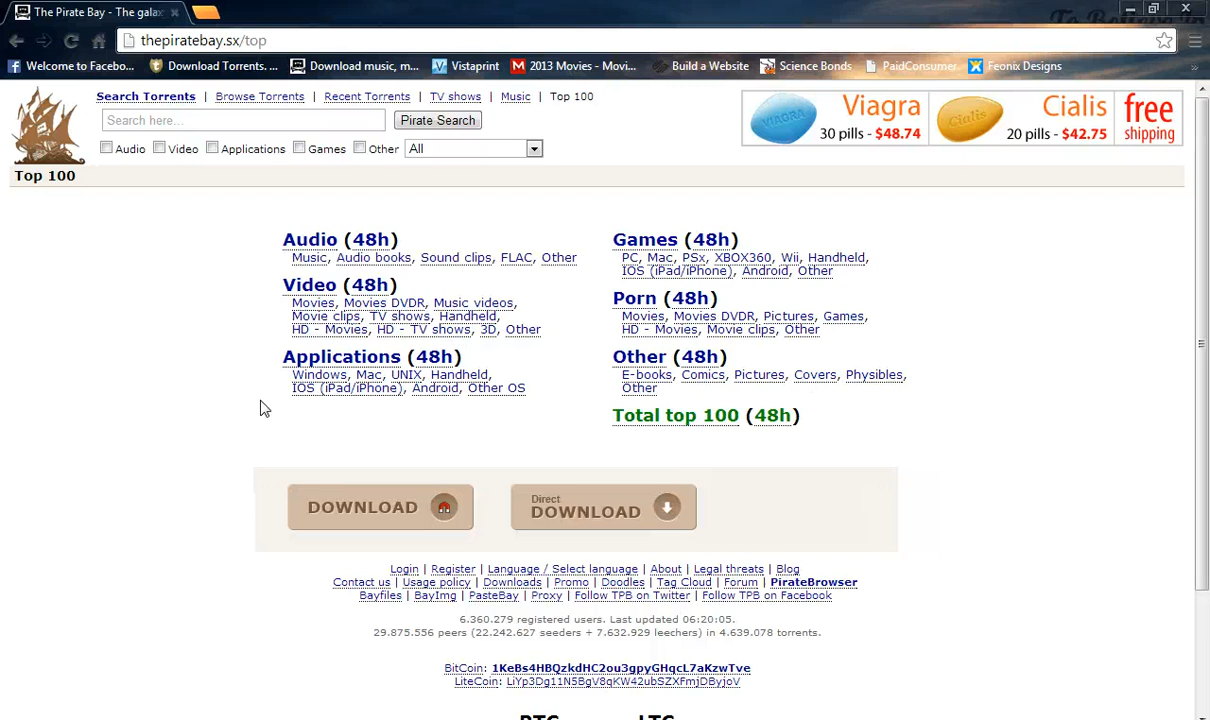 The Pirate Bay - The gala
thepiratebay.sx/top
Welcome to Facebo... Download Torrents. ... Download music, m... Vistaprint 2013 Movies - Movi... Build a Website Science Bonds PaidConsumer Feonix Designs »
Search Torrents | Browse Torrents | Recent Torrents | TV shows | Music | Top 100
Search here... Pirate Search
Audio Video Applications Games Other All
VIAGRA Viagra 30 pills - $48.74
Cialis Cialis 20 pills - $42.75
free shipping
Top 100
Audio (48h)
Music, Audio books, Sound clips, FLAC, Other
Video (48h)
Movies, Movies DVDR, Music videos,
Movie clips, TV shows, Handheld,
HD - Movies, HD - TV shows, 3D, Other
Applications (48h)
Windows, Mac, UNIX, Handheld,
IOS (iPad/iPhone), Android, Other OS
Games (48h)
PC, Mac, PSx, XBOX360, Wii, Handheld,
IOS (iPad/iPhone), Android, Other
Porn (48h)
Movies, Movies DVDR, Pictures, Games,
HD - Movies, Movie clips, Other
Other (48h)
E-books, Comics, Pictures, Covers, Physibles,
Other
Total top 100 (48h)
DOWNLOAD
Direct
DOWNLOAD
Login | Register | Language / Select language | About | Legal threats | Blog
Contact us | Usage policy | Downloads | Promo | Doodles | Tag Cloud | Forum | PirateBrowser
Bayfiles | BayImg | PasteBay | Proxy | Follow TPB on Twitter | Follow TPB on Facebook
6.360.279 registered users. Last updated 06:20:05.
29.875.556 peers (22.242.627 seeders + 7.632.929 leechers) in 4.639.078 torrents.
BitCoin: 1KeBs4HBQzkdHC2ou3gpyGHqcL7aKzwTve
LiteCoin: LiYp3Dg11N5BgV8qKW42ubSZXFmjDByjoV